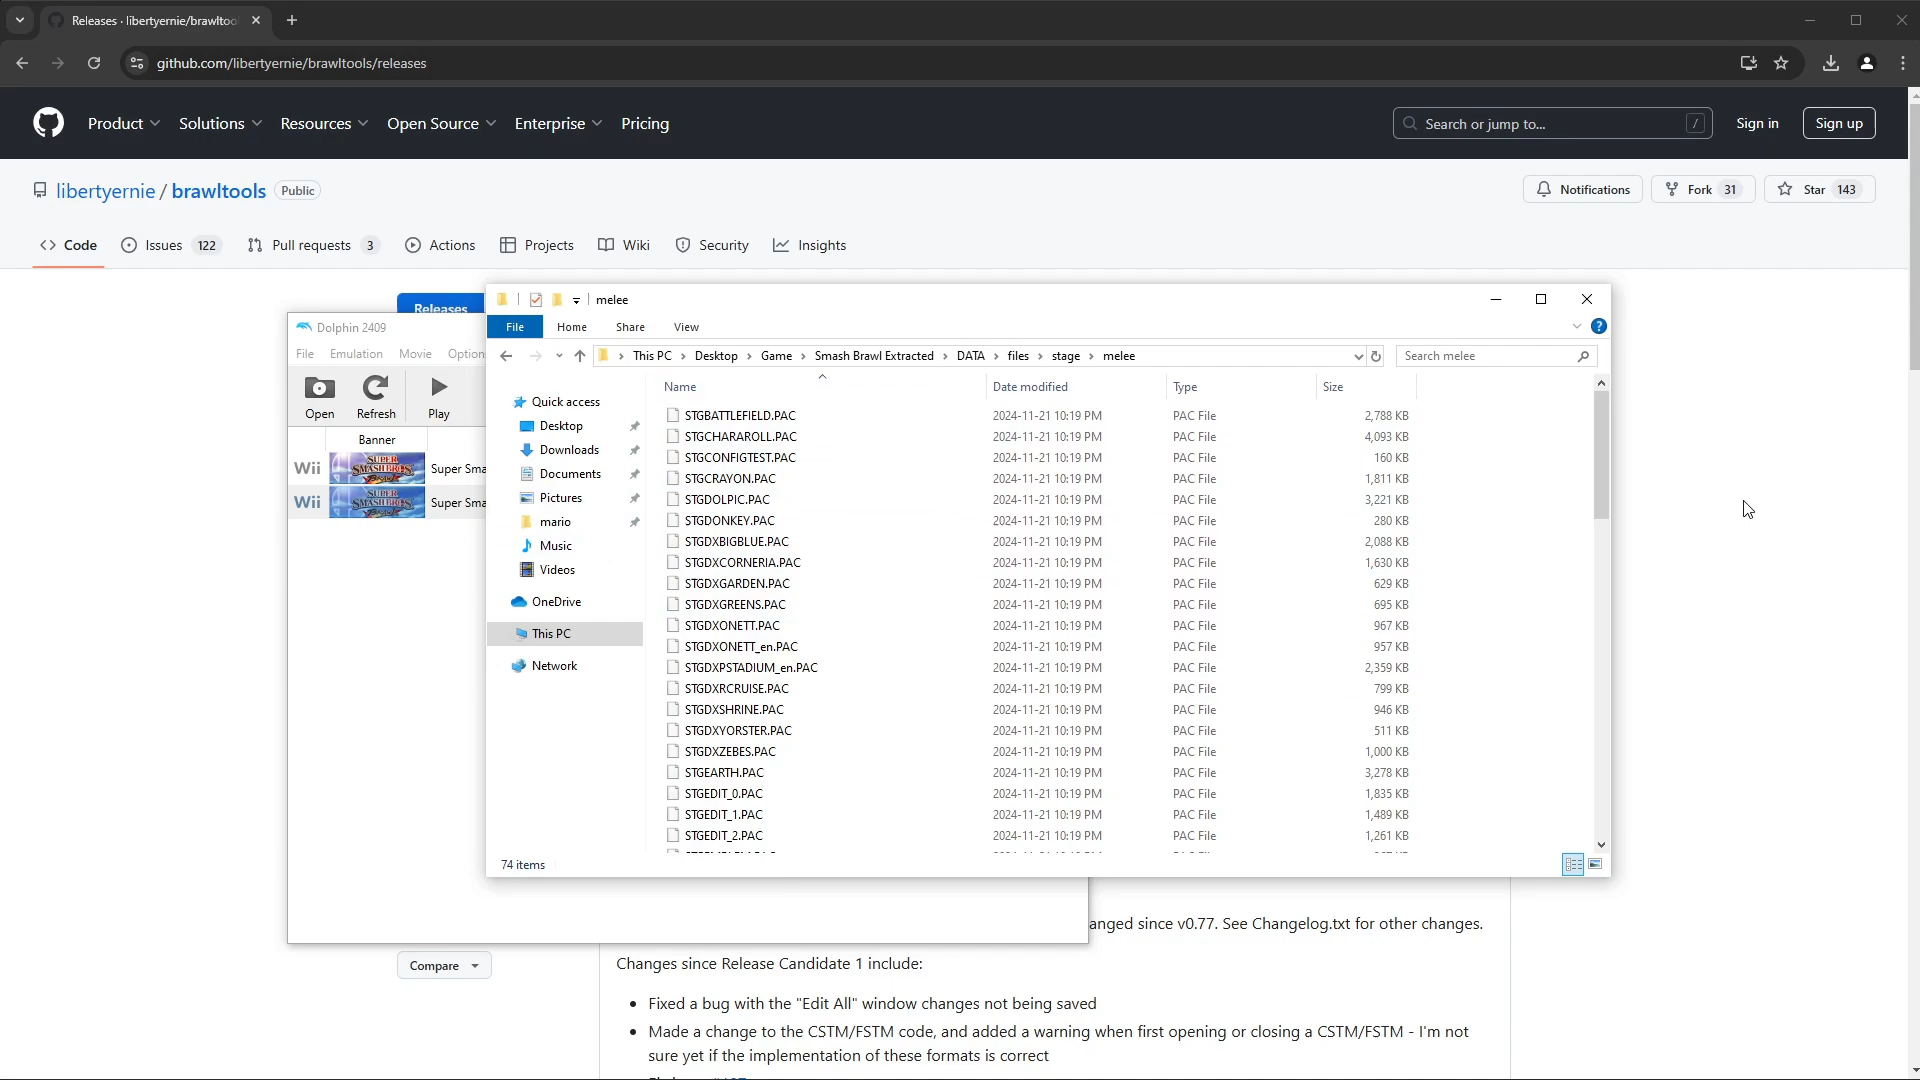 Releases · libertyernie/brawltoo
github.com/libertyernie/brawltools/releases
Product Solutions Resources Open Source Enterprise Pricing
Search or jump to... /
Sign in
Sign up
libertyernie / brawltools Public
Notifications
Fork 31
Star 143
Code Issues 122 Pull requests 3 Actions Projects Wiki Security Insights
Releases
Dolphin 2409
File Emulation Movie Option
Open Refresh Play
Banner
Wii SUPER SMASH BROS. BRAWL Super Sma
Wii SUPER SMASH BROS. BRAWL Super Sma
melee
File Home Share View
This PC > Desktop > Game > Smash Brawl Extracted > DATA > files > stage > melee
Search melee
Quick access
Desktop
Downloads
Documents
Pictures
mario
Music
Videos
OneDrive
This PC
Network
Name Date modified Type Size
STGBATTLEFIELD.PAC 2024-11-21 10:19 PM PAC File 2,788 KB
STGCHARAROLL.PAC 2024-11-21 10:19 PM PAC File 4,093 KB
STGCONFIGTEST.PAC 2024-11-21 10:19 PM PAC File 160 KB
STGCRAYON.PAC 2024-11-21 10:19 PM PAC File 1,811 KB
STGDOLPIC.PAC 2024-11-21 10:19 PM PAC File 3,221 KB
STGDONKEY.PAC 2024-11-21 10:19 PM PAC File 280 KB
STGDXBIGBLUE.PAC 2024-11-21 10:19 PM PAC File 2,088 KB
STGDXCORNERIA.PAC 2024-11-21 10:19 PM PAC File 1,630 KB
STGDXGARDEN.PAC 2024-11-21 10:19 PM PAC File 629 KB
STGDXGREENS.PAC 2024-11-21 10:19 PM PAC File 695 KB
STGDXONETT.PAC 2024-11-21 10:19 PM PAC File 967 KB
STGDXONETT_en.PAC 2024-11-21 10:19 PM PAC File 957 KB
STGDXPSTADIUM_en.PAC 2024-11-21 10:19 PM PAC File 2,359 KB
STGDXRCRUISE.PAC 2024-11-21 10:19 PM PAC File 799 KB
STGDXSHRINE.PAC 2024-11-21 10:19 PM PAC File 946 KB
STGDXYORSTER.PAC 2024-11-21 10:19 PM PAC File 511 KB
STGDXZEBES.PAC 2024-11-21 10:19 PM PAC File 1,000 KB
STGEARTH.PAC 2024-11-21 10:19 PM PAC File 3,278 KB
STGEDIT_0.PAC 2024-11-21 10:19 PM PAC File 1,835 KB
STGEDIT_1.PAC 2024-11-21 10:19 PM PAC File 1,489 KB
STGEDIT_2.PAC 2024-11-21 10:19 PM PAC File 1,261 KB
74 items
anged since v0.77. See Changelog.txt for other changes.
Compare
Changes since Release Candidate 1 include:
Fixed a bug with the "Edit All" window changes not being saved
Made a change to the CSTM/FSTM code, and added a warning when first opening or closing a CSTM/FSTM - I'm not
sure yet if the implementation of these formats is correct